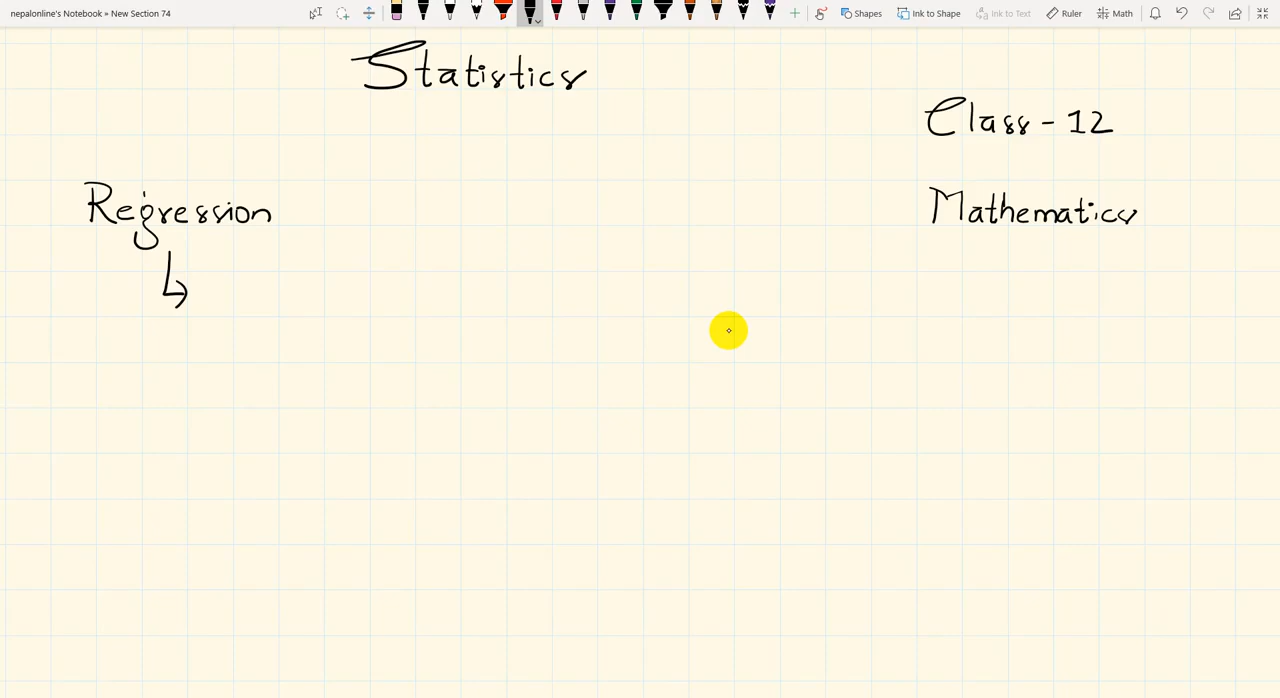 nepalonline's Notebook » New Section 74
Shapes Ink to Shape Ink to Text Ruler Math
Statistics
Class - 12
Regression
Mathematics